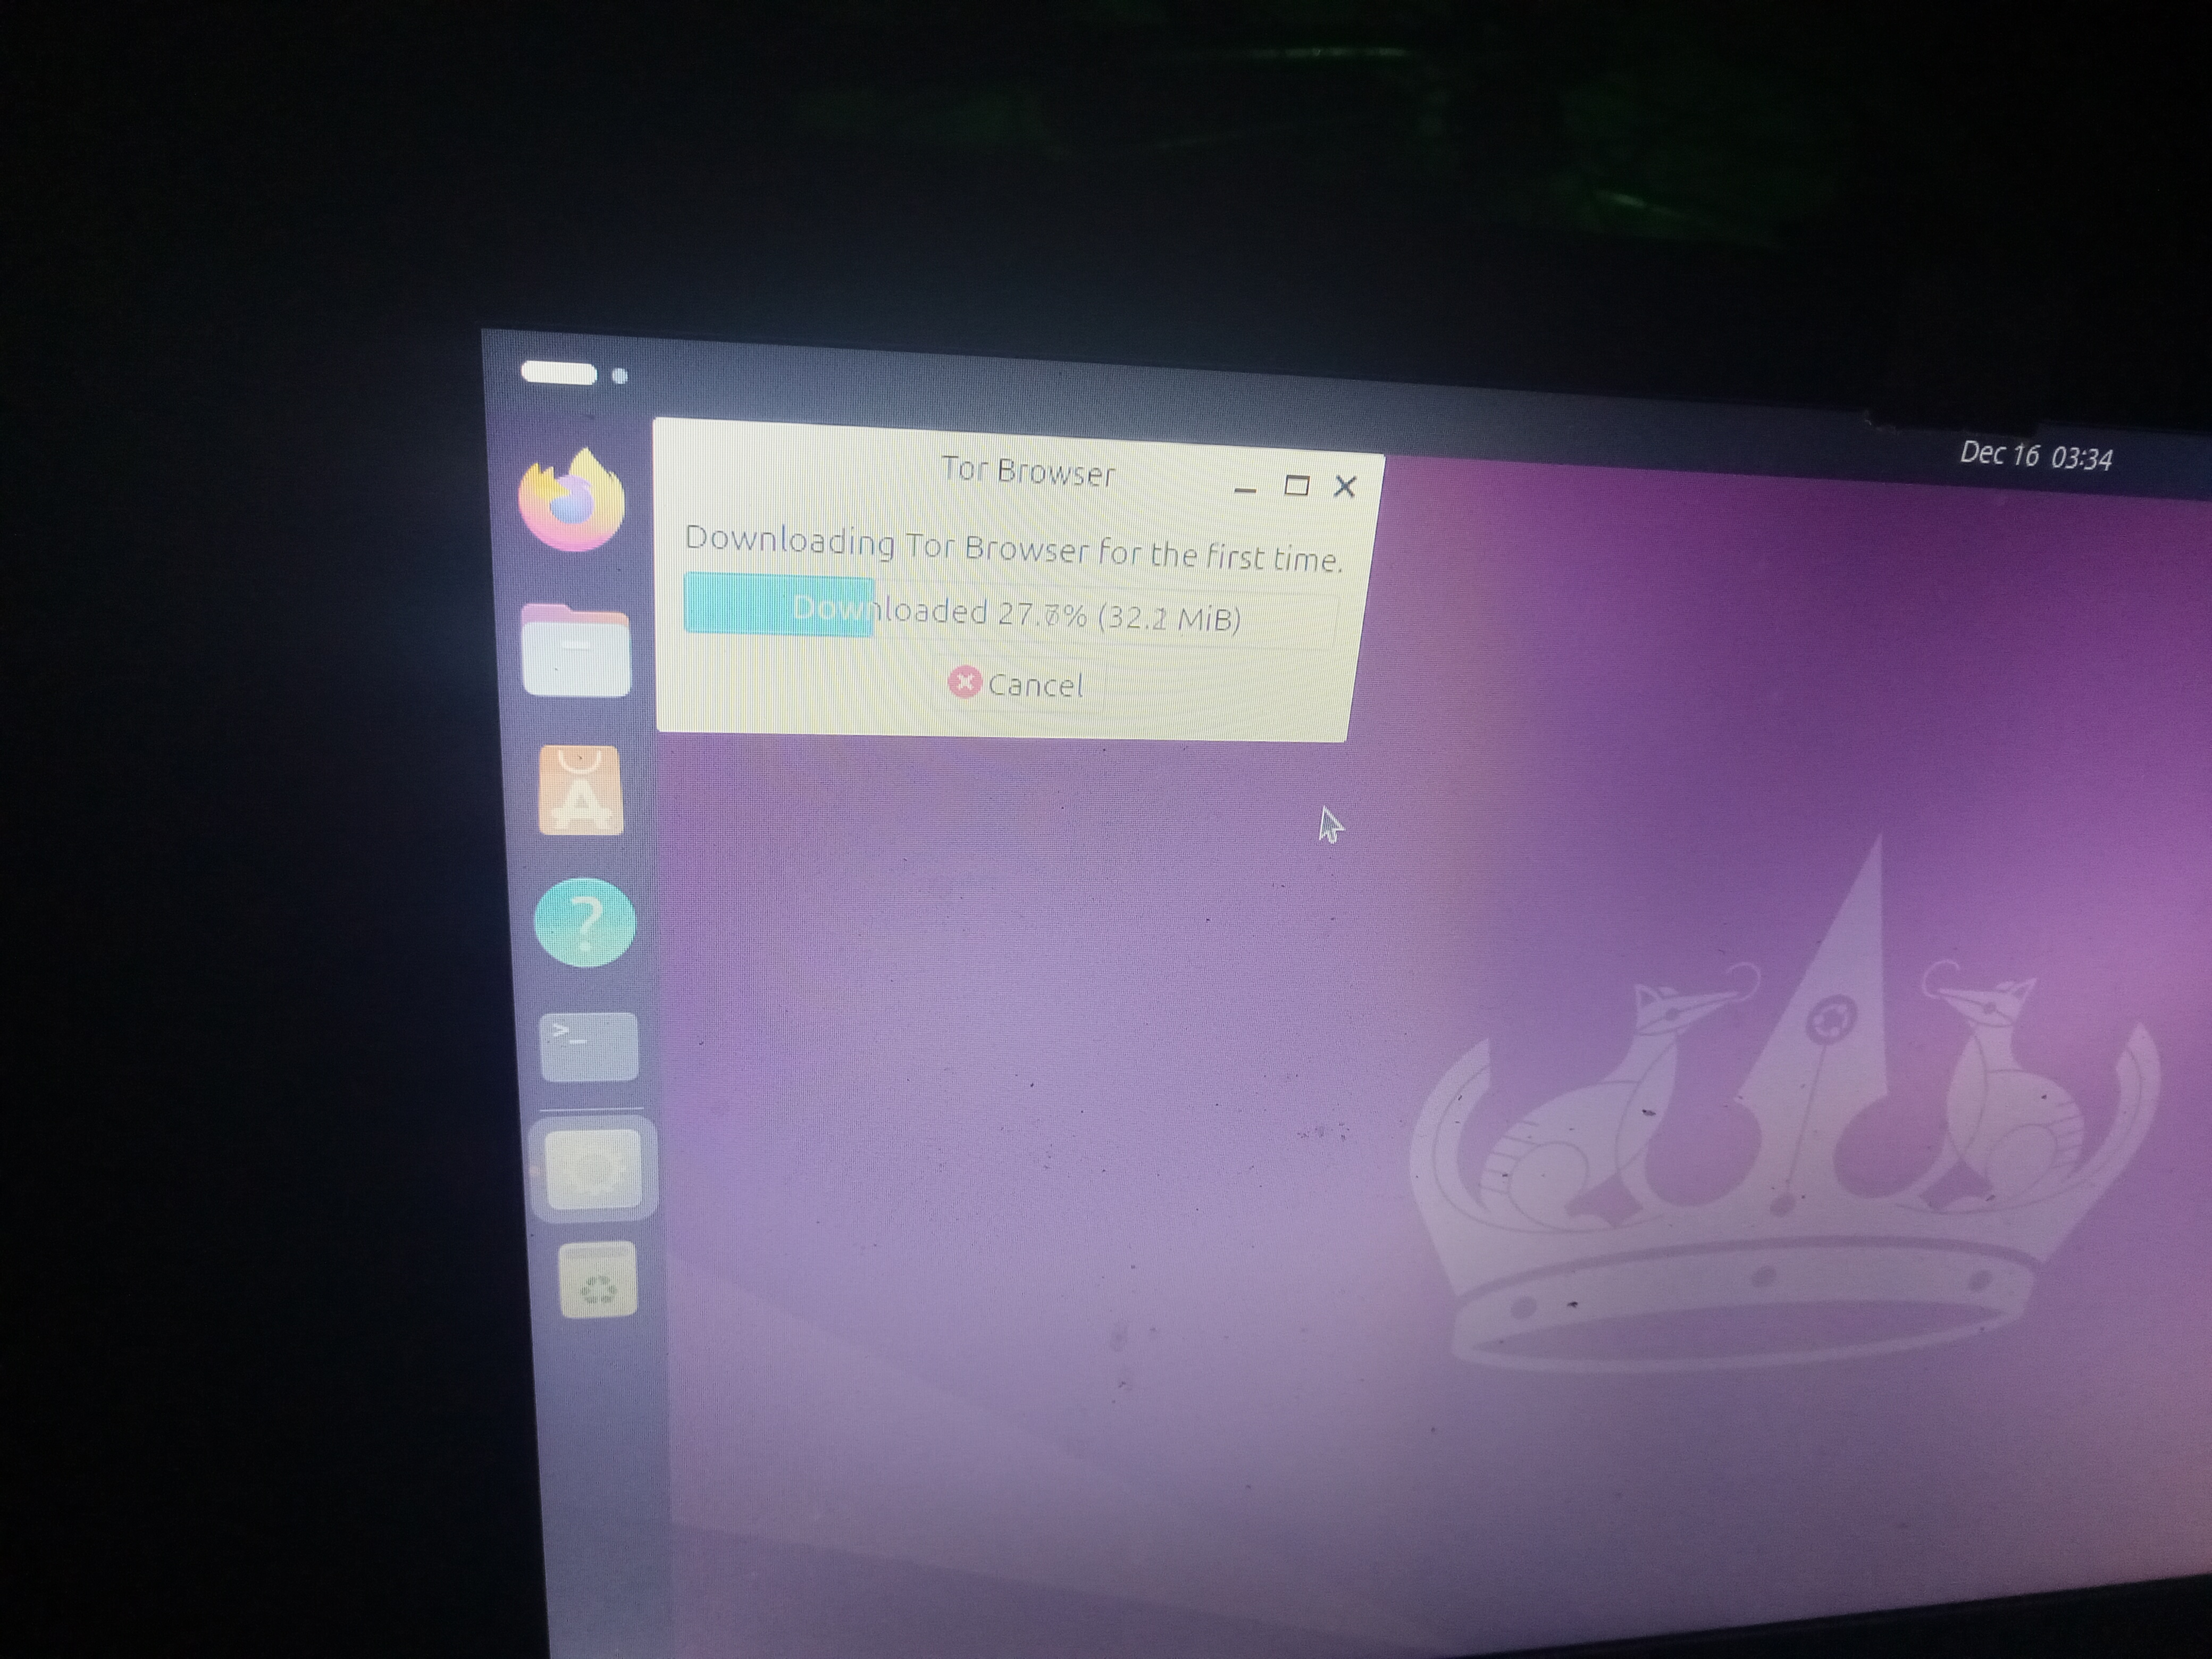 Dec 16 03:34
Tor Browser
Downloading Tor Browser for the first time.
Downloaded (MiB)
Cancel